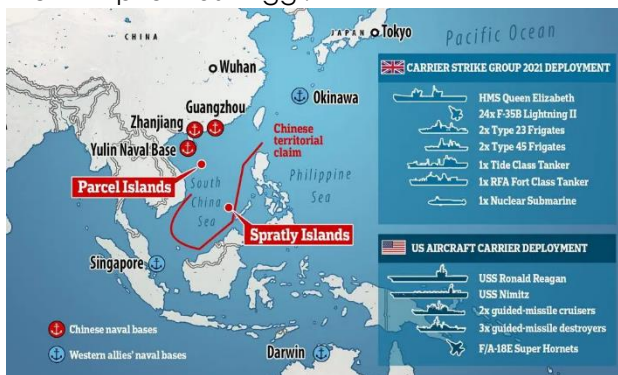 CHINA
JAPAN
Tokyo
Pacific Ocean
Wuhan
Okinawa
Guangzhou
Zhanjiang
Yulin Naval Base
Chinese
territorial
claim
Parcel Islands
South
China
Sea
Philippine
Sea
Spratly Islands
Singapore
Darwin
Chinese naval bases
Western allies' naval bases
CARRIER STRIKE GROUP 2021 DEPLOYMENT
HMS Queen Elizabeth
24x F-35B Lightning II
2x Type 23 Frigates
2x Type 45 Frigates
1x Tide Class Tanker
1x RFA Fort Class Tanker
1x Nuclear Submarine
US AIRCRAFT CARRIER DEPLOYMENT
USS Ronald Reagan
USS Nimitz
2x guided-missile cruisers
3x guided-missile destroyers
F/A-18E Super Hornets